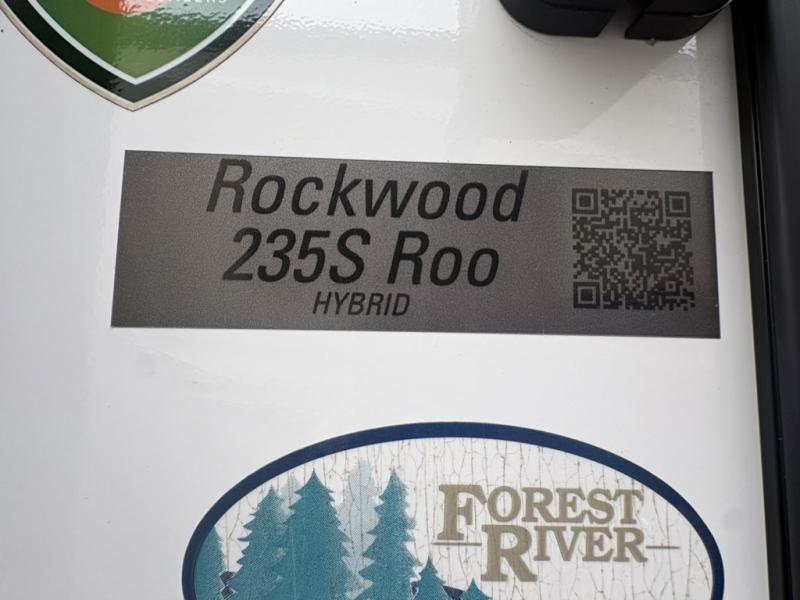 Rockwood
235S Roo
HYBRID
FOREST
RIVER